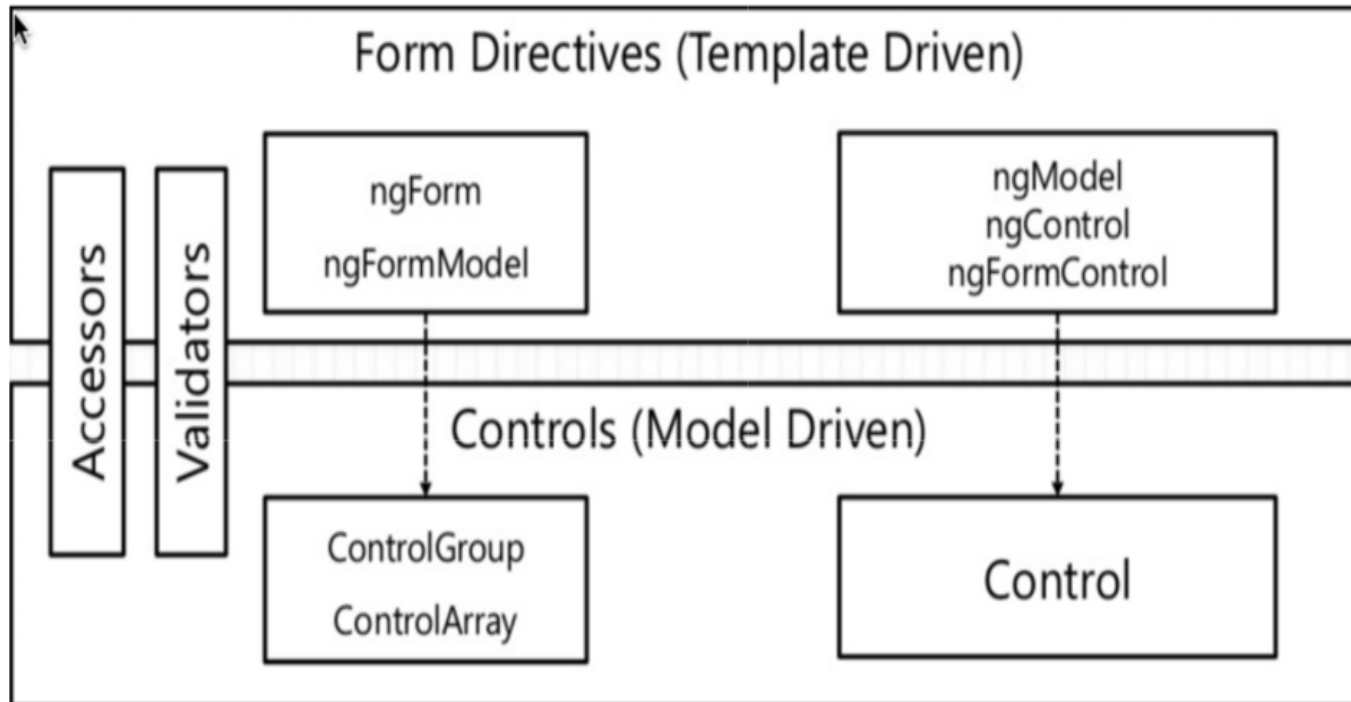 Form Directives (Template Driven)
Accessors
Validators
ngForm
ngFormModel
ngModel
ngControl
ngFormControl
Controls (Model Driven)
ControlGroup
ControlArray
Control